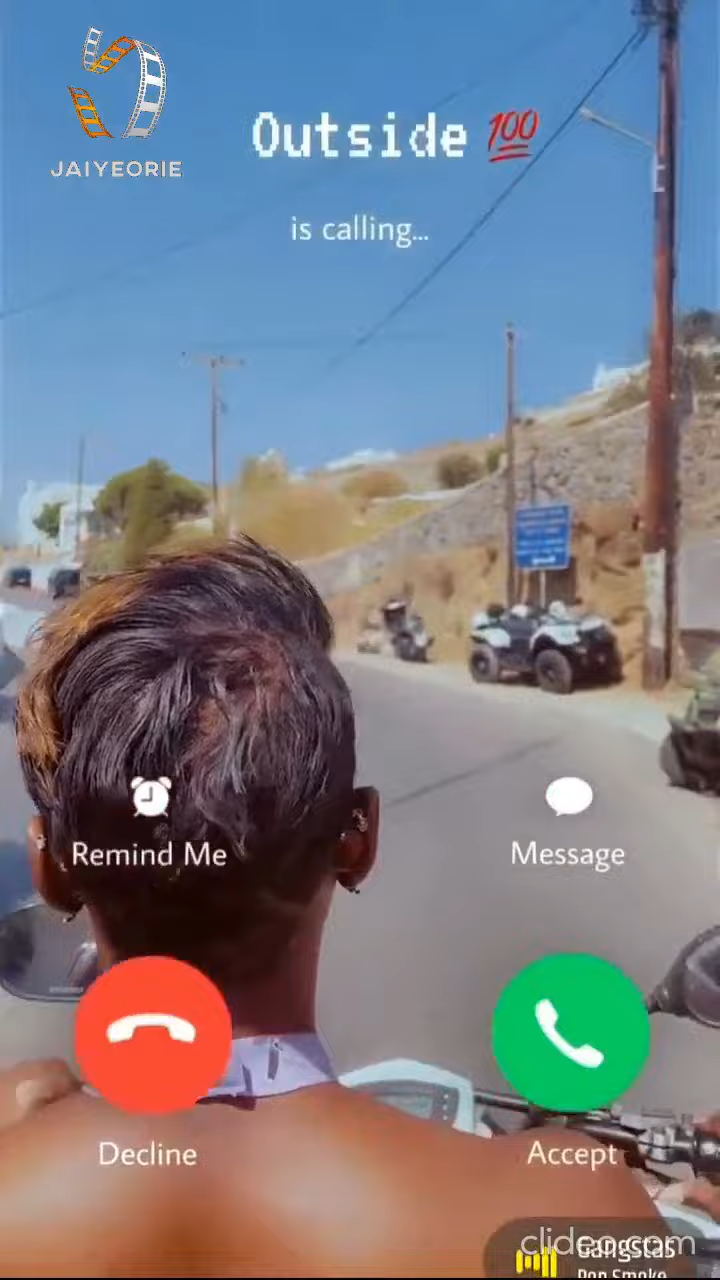 JAIYEORIE
Outside 💯
is calling...
Remind Me
Message
Decline
Accept
clideo.com
Gangstas
Pop Smoke